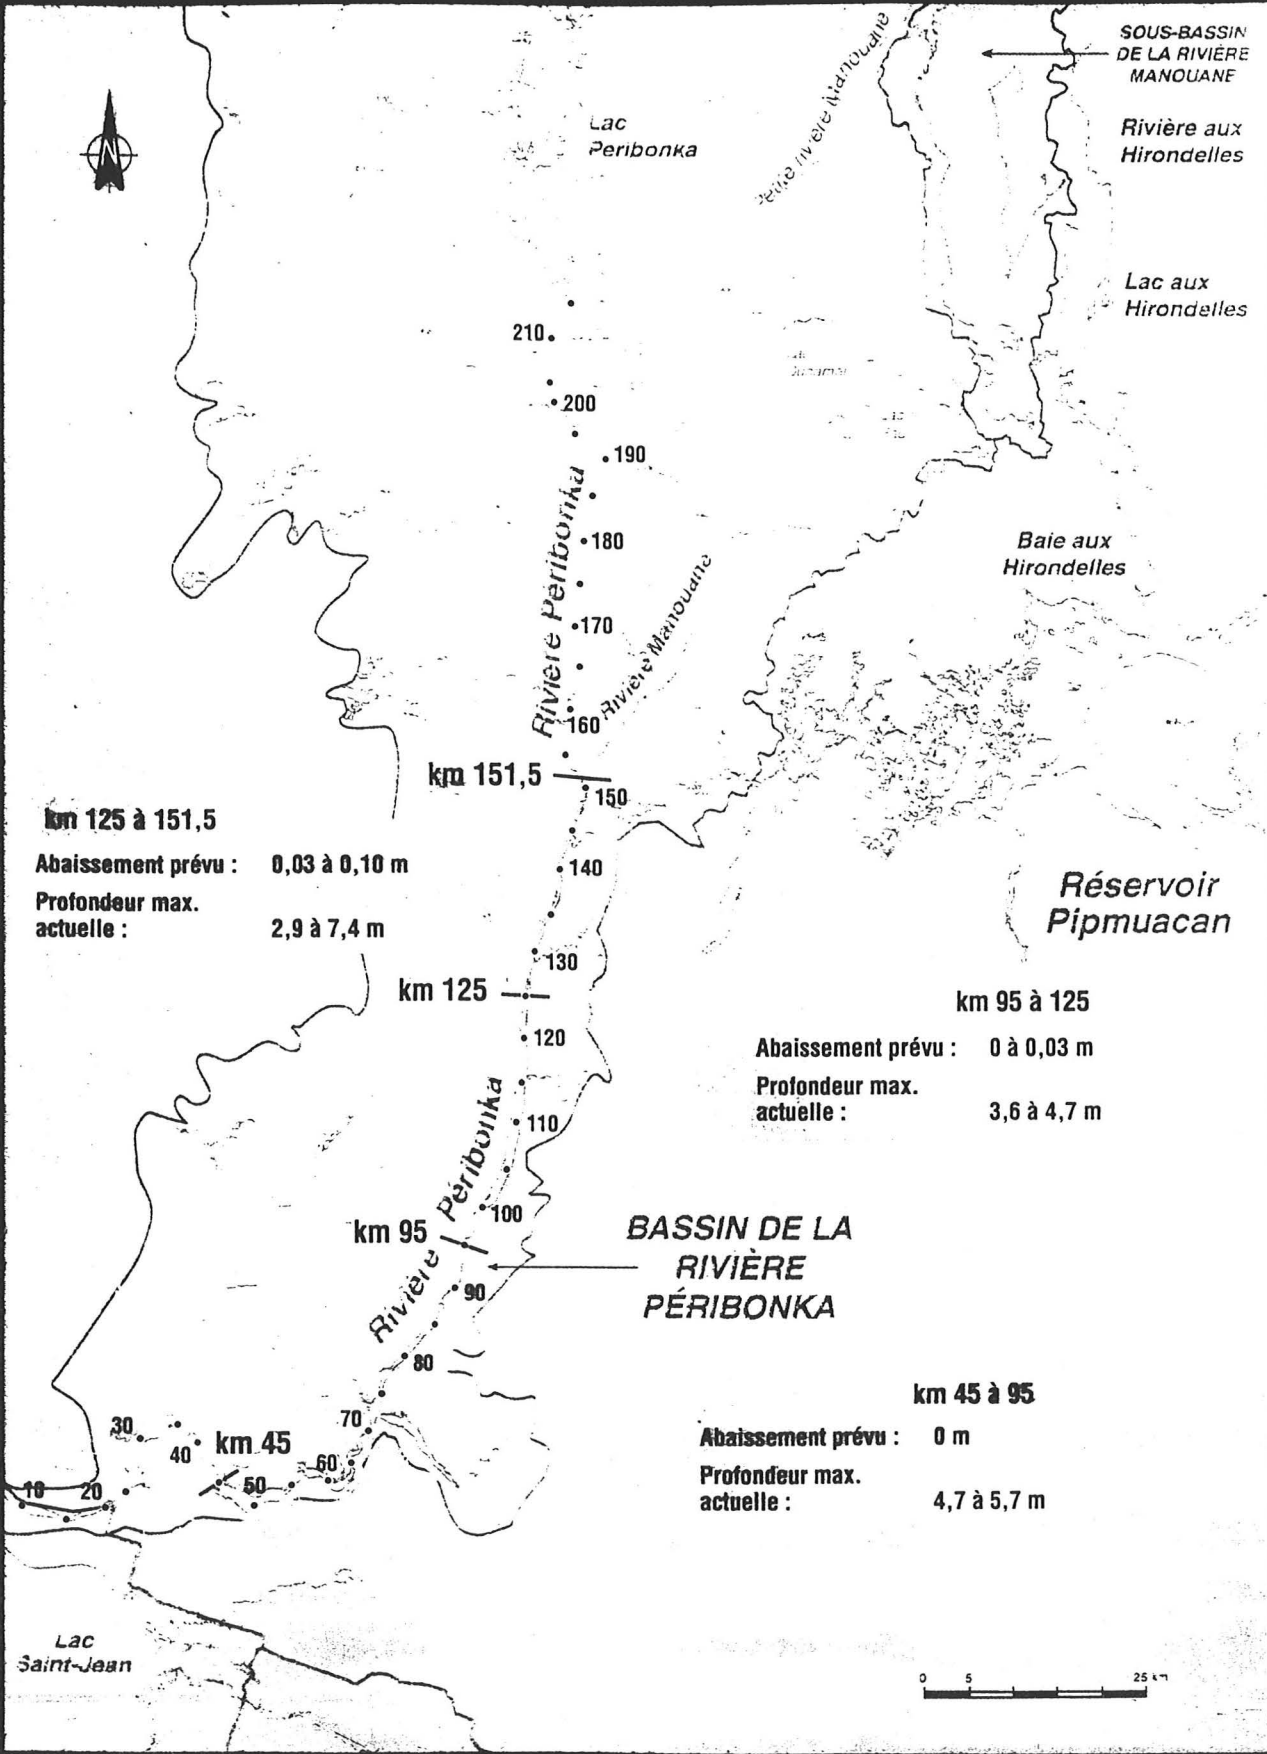 SOUS-BASSIN
DE LA RIVIÈRE
MANOUANE
N
Lac
Peribonka
Petite rivière Manouane
Rivière aux
Hirondelles
Lac aux
Hirondelles
210
200
190
Rivière Péribonka
180
Baie aux
Hirondelles
170
Rivière Manouane
160
km 151,5
150
km 125 à 151,5
Abaissement prévu : 0,03 à 0,10 m
Profondeur max.
actuelle : 2,9 à 7,4 m
140
Réservoir
Pipmuacan
130
km 125
km 95 à 125
120
Abaissement prévu : 0 à 0,03 m
Profondeur max.
actuelle : 3,6 à 4,7 m
110
Rivière Péribonka
100
km 95
BASSIN DE LA
RIVIÈRE
PÉRIBONKA
90
80
km 45 à 95
Abaissement prévu : 0 m
Profondeur max.
actuelle : 4,7 à 5,7 m
70
30
40
km 45
60
50
10
20
Lac
Saint-Jean
0 5 25 km